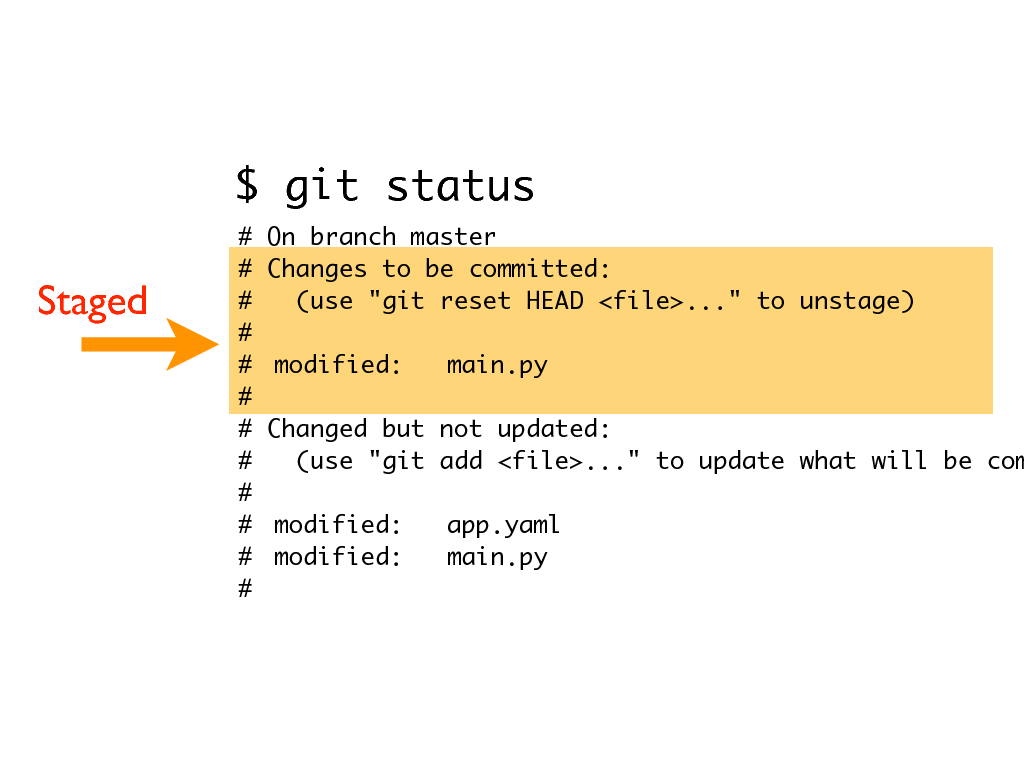 $ git status
# On branch master
# Changes to be committed:
#   (use "git reset HEAD <file>..." to unstage)
Staged
#
# modified:   main.py
#
# Changed but not updated:
#   (use "git add <file>..." to update what will be com
#
# modified:   app.yaml
# modified:   main.py
#